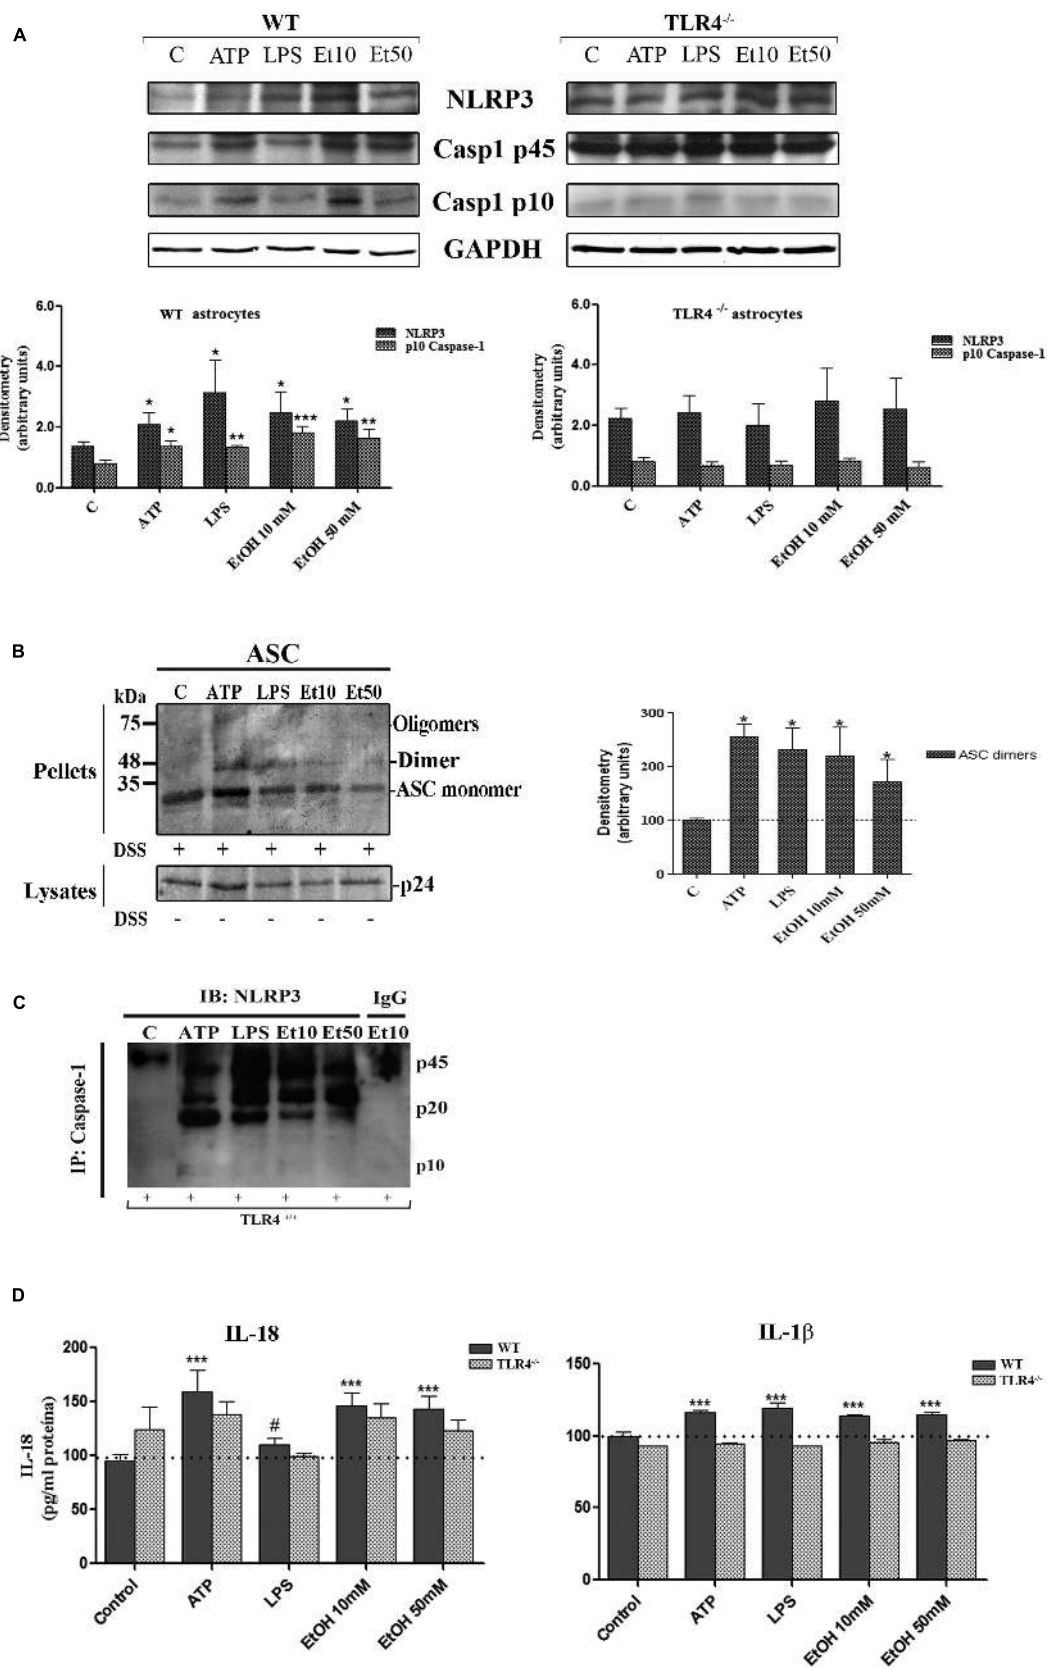 A
WT
TLR4-/-
C ATP LPS Et10 Et50
C ATP LPS Et10 Et50
NLRP3
Casp1 p45
Casp1 p10
GAPDH
WT astrocytes
NLRP3
p10 Caspase-1
Densitometry
(arbitrary units)
6.0
4.0
2.0
0.0
* * * ** * *** * **
C
ATP
LPS
EtOH 10 mM
EtOH 50 mM
TLR4 -/- astrocytes
NLRP3
p10 Caspase-1
Densitometry
(arbitrary units)
6.0
4.0
2.0
0.0
C
ATP
LPS
EtOH 10 mM
EtOH 50 mM
B
ASC
kDa
C ATP LPS Et10 Et50
75
48
35
Pellets
-Oligomers
-Dimer
-ASC monomer
DSS + + + + +
Lysates
-p24
DSS - - - - -
Densitometry
(arbitrary units)
300
200
100
0
* * * *
ASC dimers
C
ATP
LPS
EtOH 10mM
EtOH 50mM
C
IB: NLRP3
IgG
C ATP LPS Et10 Et50 Et10
IP: Caspase-1
p45
p20
p10
+ + + + + +
TLR4 +/+
D
IL-18
WT
TLR4-/-
IL-18
(pg/ml proteína)
200
150
100
50
0
*** # *** ***
Control
ATP
LPS
EtOH 10mM
EtOH 50mM
IL-1β
WT
TLR4-/-
150
100
50
0
*** *** *** ***
Control
ATP
LPS
EtOH 10mM
EtOH 50mM